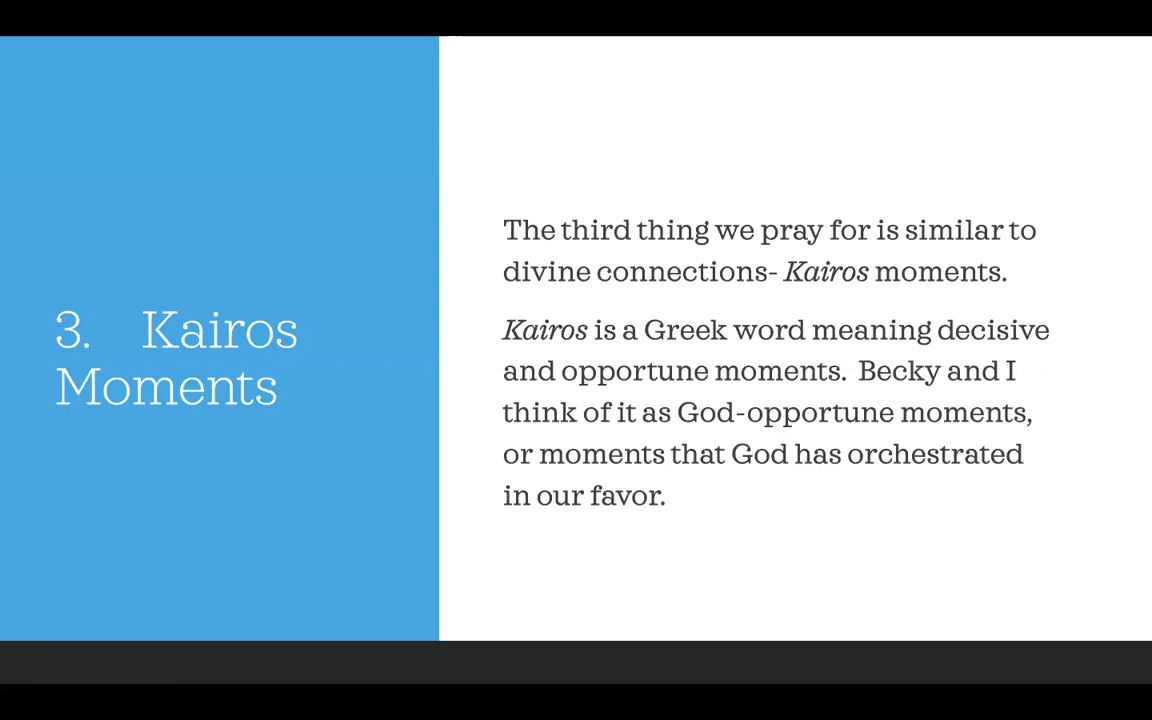 3. Kairos
Moments
The third thing we pray for is similar to
divine connections- Kairos moments.
Kairos is a Greek word meaning decisive
and opportune moments.  Becky and I
think of it as God-opportune moments,
or moments that God has orchestrated
in our favor.